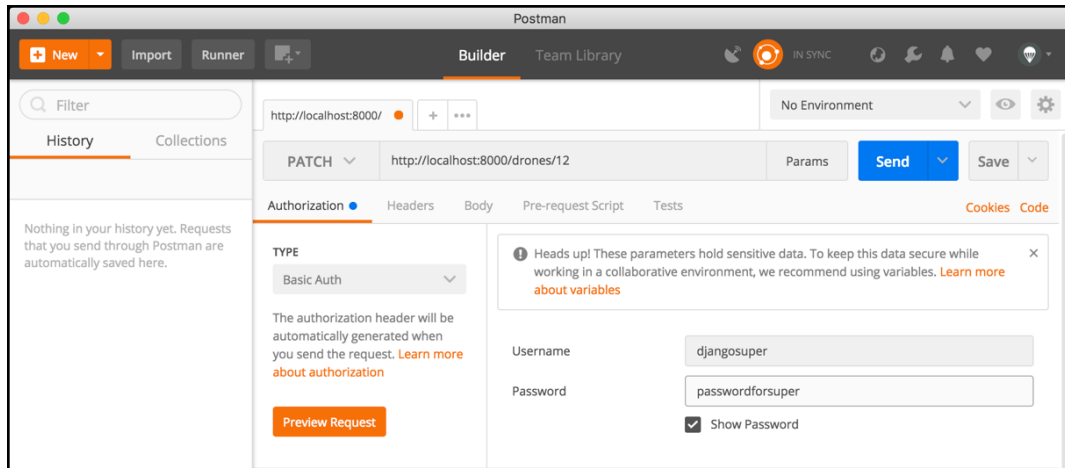 Postman
New Import Runner Builder Team Library IN SYNC
Filter
History Collections
Nothing in your history yet. Requests
that you send through Postman are
automatically saved here.
http://localhost:8000/ + ••• No Environment
PATCH http://localhost:8000/drones/12 Params Send Save
Authorization Headers Body Pre-request Script Tests Cookies Code
TYPE
Basic Auth
The authorization header will be
automatically generated when
you send the request. Learn more
about authorization
Preview Request
Heads up! These parameters hold sensitive data. To keep this data secure while
working in a collaborative environment, we recommend using variables. Learn more
about variables
Username djangosuper
Password passwordforsuper
Show Password